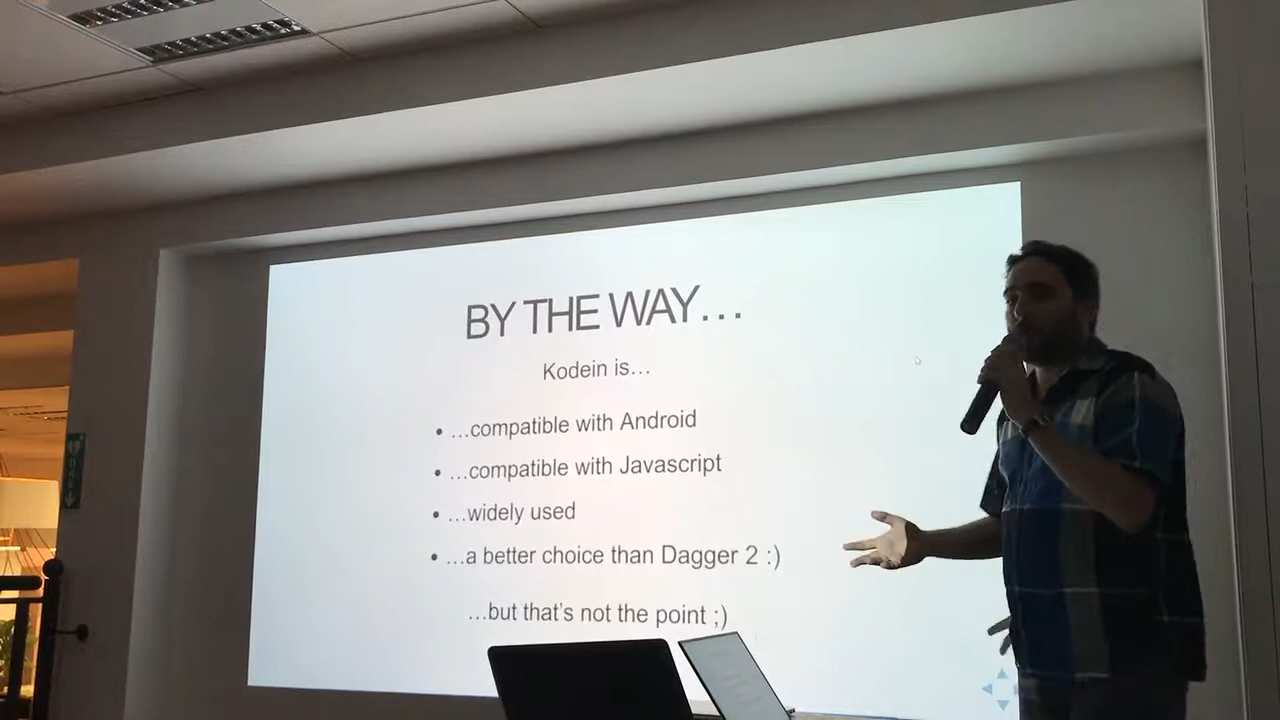 BY THE WAY…
Kodein is…
• …compatible with Android
• …compatible with Javascript
• …widely used
• …a better choice than Dagger 2 :)
…but that's not the point ;)